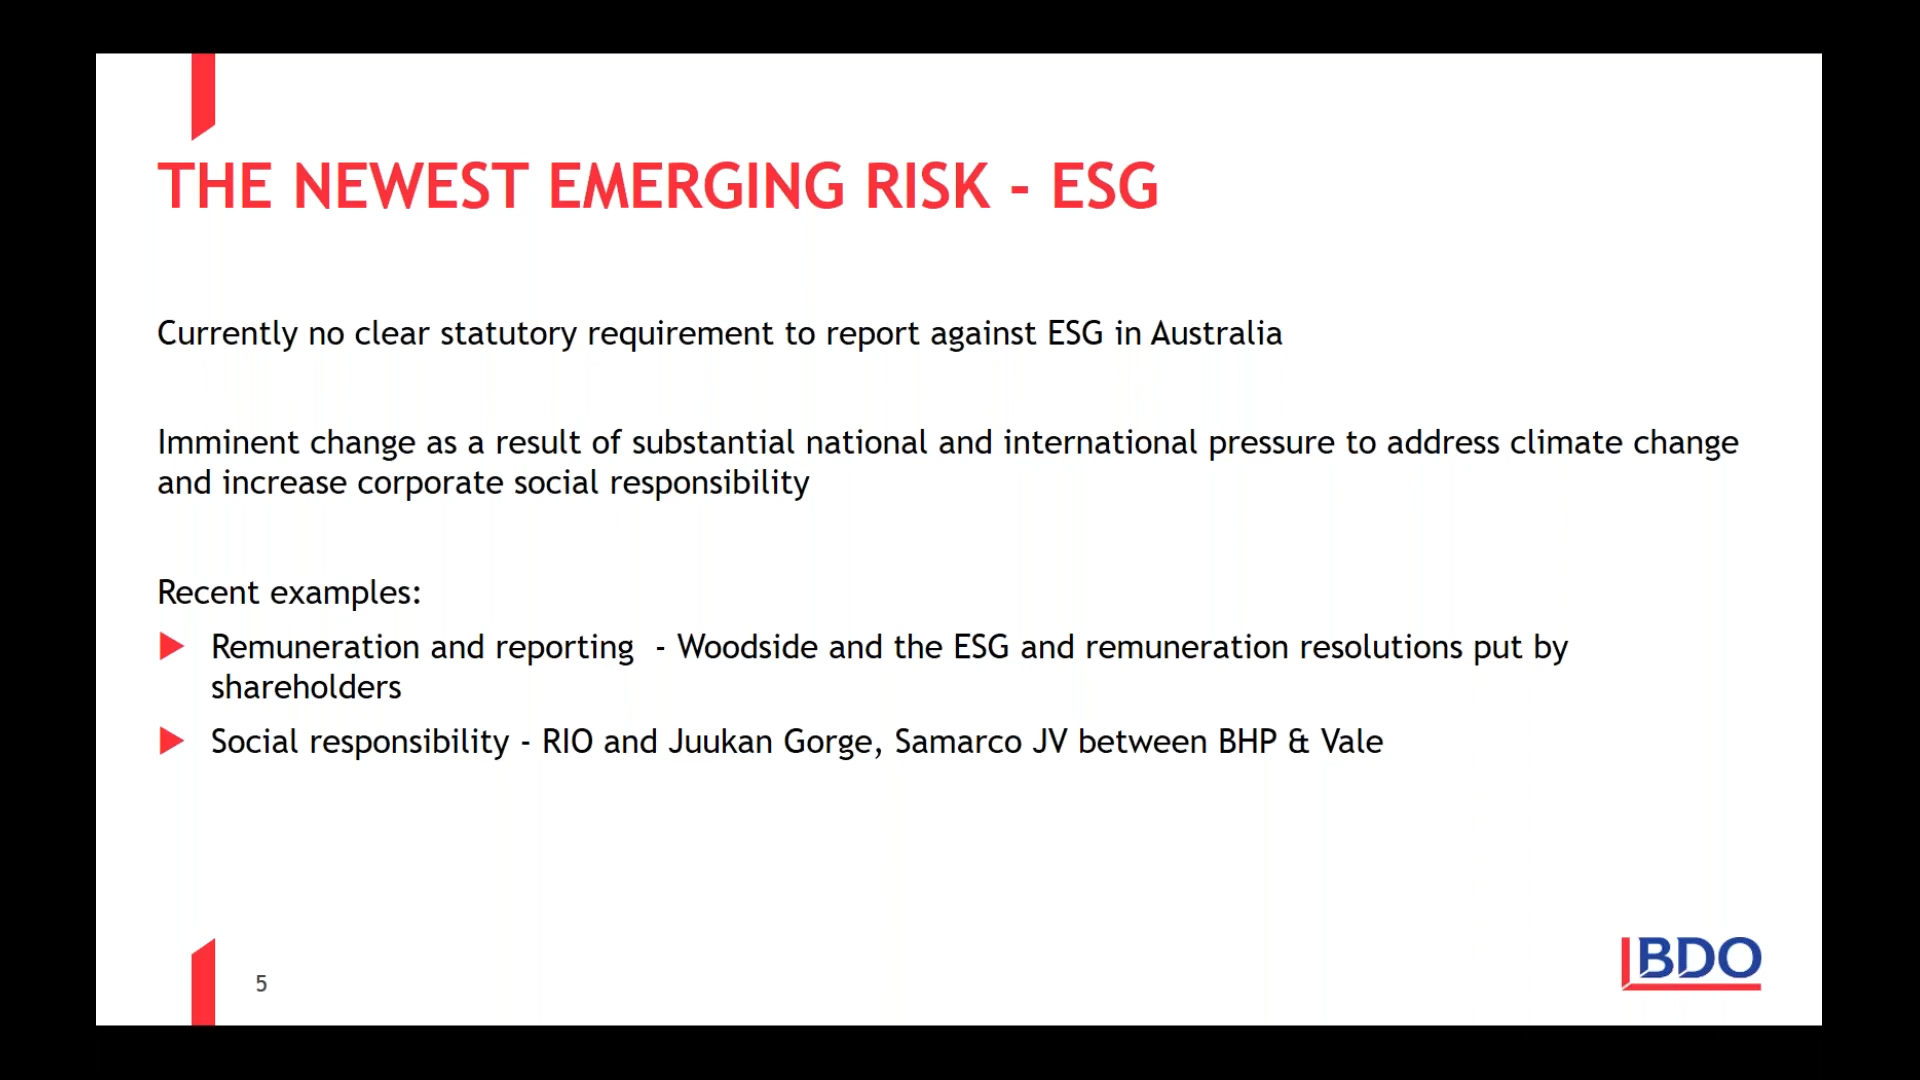 THE NEWEST EMERGING RISK - ESG
Currently no clear statutory requirement to report against ESG in Australia
Imminent change as a result of substantial national and international pressure to address climate change
and increase corporate social responsibility
Recent examples:
Remuneration and reporting  - Woodside and the ESG and remuneration resolutions put by
shareholders
Social responsibility - RIO and Juukan Gorge, Samarco JV between BHP & Vale
5
BDO